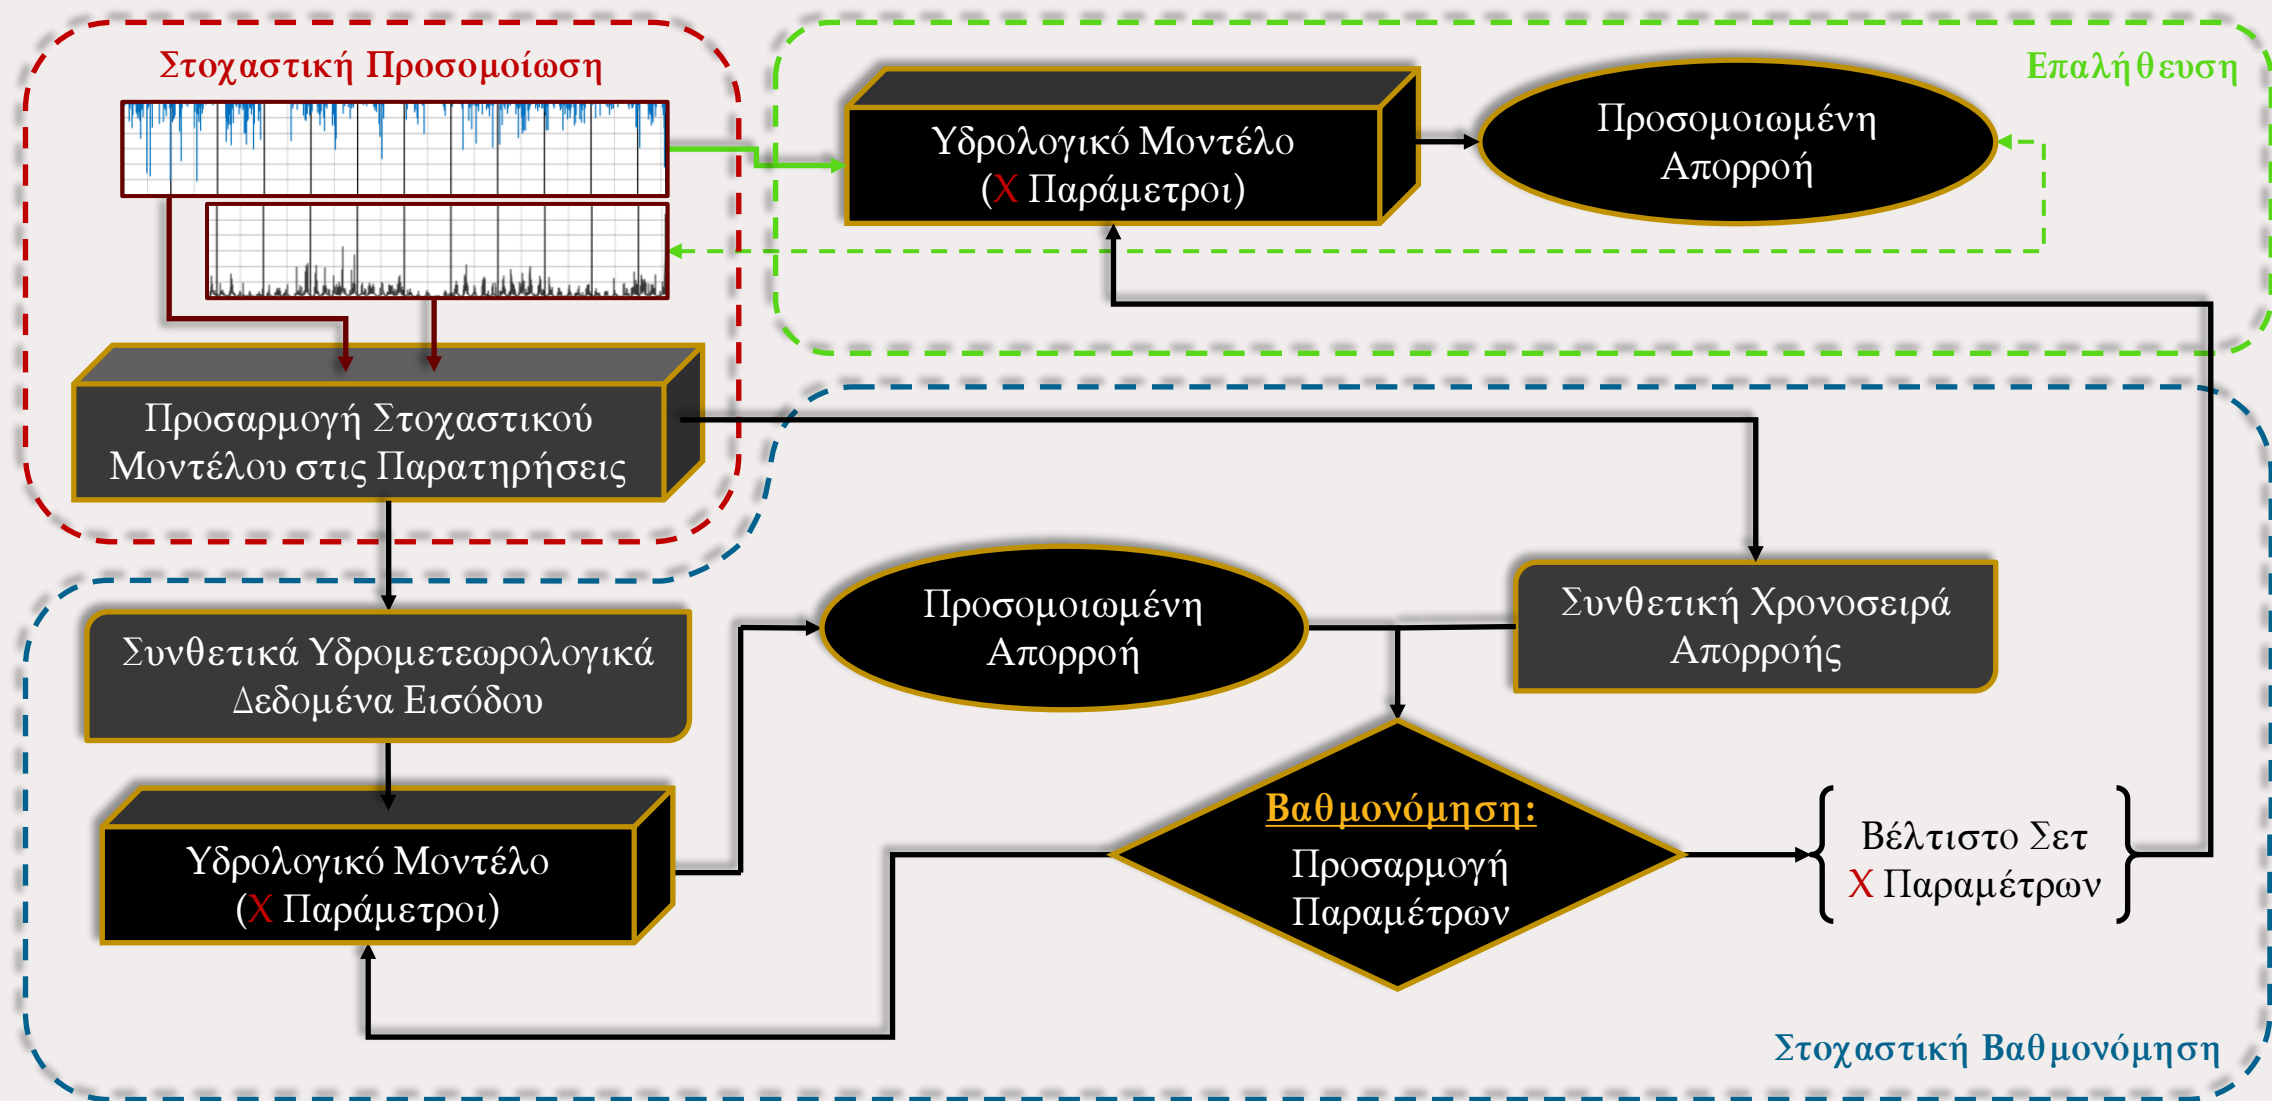 Στοχαστική Προσομοίωση
Επαλήθευση
Υδρολογικό Μοντέλο
(Χ Παράμετροι)
Προσομοιωμένη
Απορροή
Προσαρμογή Στοχαστικού
Μοντέλου στις Παρατηρήσεις
Συνθετικά Υδρομετεωρολογικά
Δεδομένα Εισόδου
Προσομοιωμένη
Απορροή
Συνθετική Χρονοσειρά
Απορροής
Υδρολογικό Μοντέλο
(Χ Παράμετροι)
Βαθμονόμηση:
Προσαρμογή
Παραμέτρων
Βέλτιστο Σετ
Χ Παραμέτρων
Στοχαστική Βαθμονόμηση